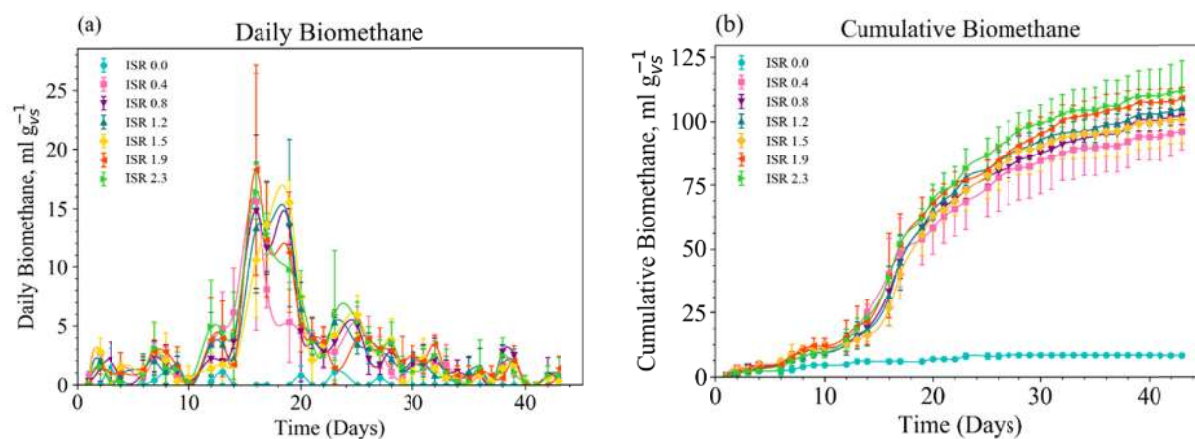 (a)
Daily Biomethane
Daily Biomethane, ml g⁻¹VS
25
20
15
10
5
0
ISR 0.0
ISR 0.4
ISR 0.8
ISR 1.2
ISR 1.5
ISR 1.9
ISR 2.3
0 10 20 30 40
Time (Days)
(b)
Cumulative Biomethane
Cumulative Biomethane, ml g⁻¹VS
125
100
75
50
25
0
ISR 0.0
ISR 0.4
ISR 0.8
ISR 1.2
ISR 1.5
ISR 1.9
ISR 2.3
10 20 30 40
Time (Days)